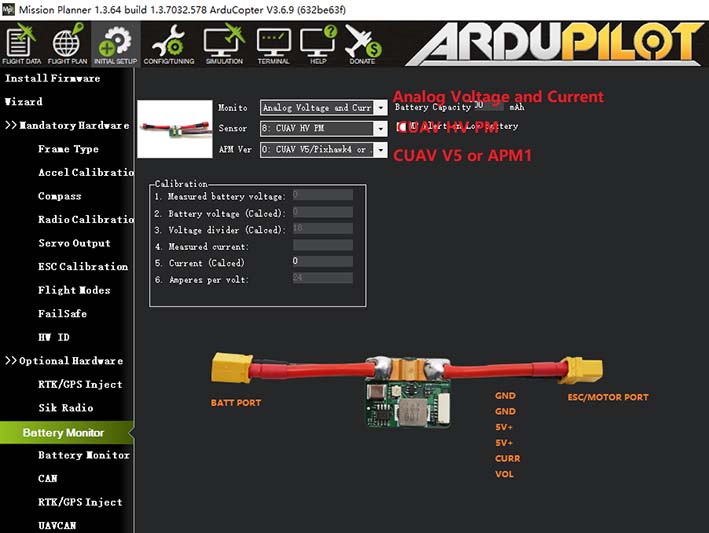 Mission Planner 1.3.64 build 1.3.7032.578 ArduCopter V3.6.9 (632be63f)
FLIGHT DATA FLIGHT PLAN INITIAL SETUP CONFIG/TUNING SIMULATION TERMINAL HELP DONATE
ARDUPILOT
Install Firmware
Wizard
>> Mandatory Hardware
Frame Type
Accel Calibratio
Compass
Radio Calibratio
Servo Output
ESC Calibration
Flight Modes
FailSafe
HW ID
>> Optional Hardware
RTK/GPS Inject
Sik Radio
Battery Monitor
Battery Monitor
CAN
RTK/GPS Inject
UAVCAN
Monito Analog Voltage and Curr
Analog Voltage and Current
Battery Capacity mAh
Sensor 8: CUAV HV PM
CUAV HV PM
APM Ver 0: CUAV V5/Pixhawk4 or
CUAV V5 or APM1
Calibration
1. Measured battery voltage: 0
2. Battery voltage (Calced): 0
3. Voltage divider (Calced): 18
4. Measured current:
5. Current (Calced) 0
6. Amperes per volt: 24
BATT PORT
GND
GND
5V+
5V+
CURR
VOL
ESC/MOTOR PORT